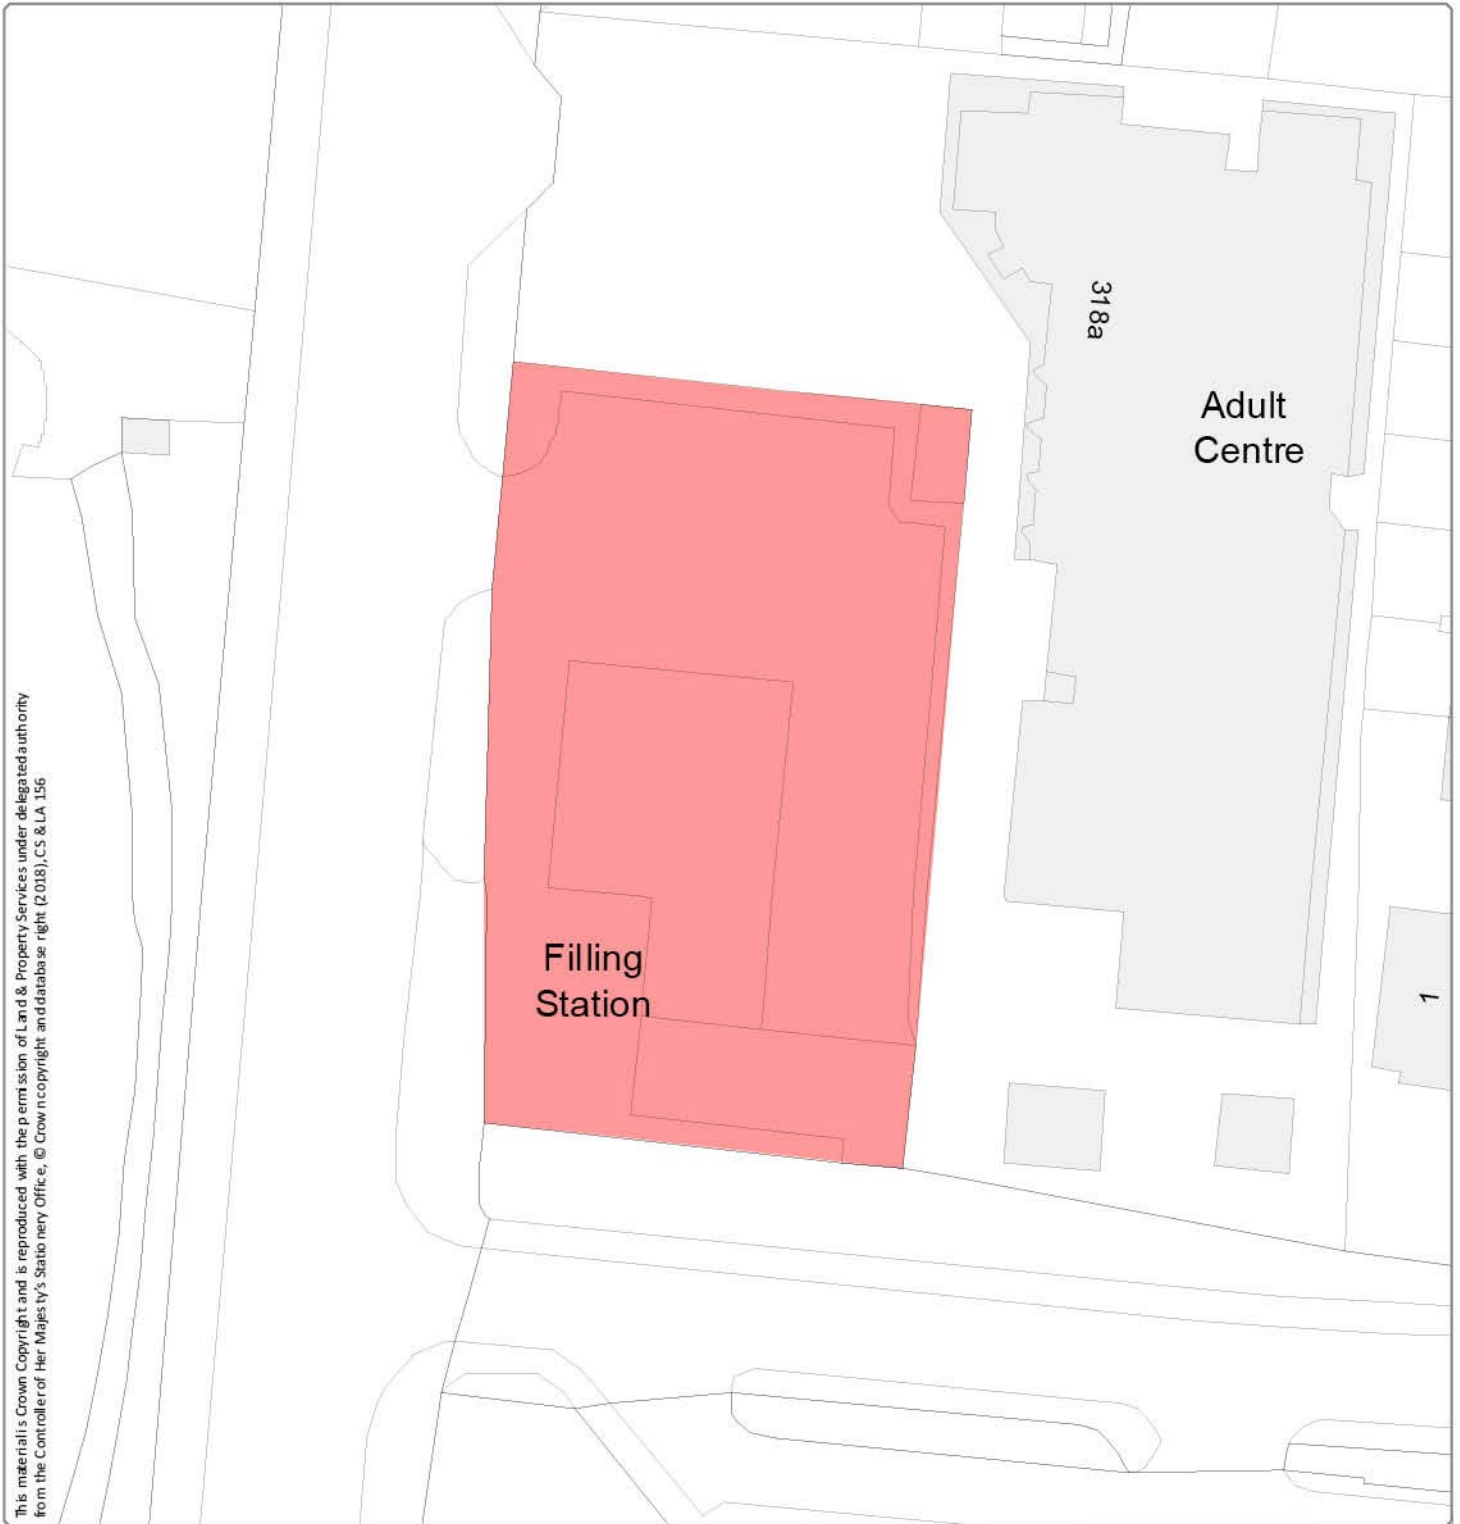 318a
Adult
Centre
Filling
Station
1
This material is Crown Copyright and is reproduced with the permission of Land & Property Services under delegated authority
from the Controller of Her Majesty's Stationery Office, © Crown copyright and database right (2018), CS & LA 156